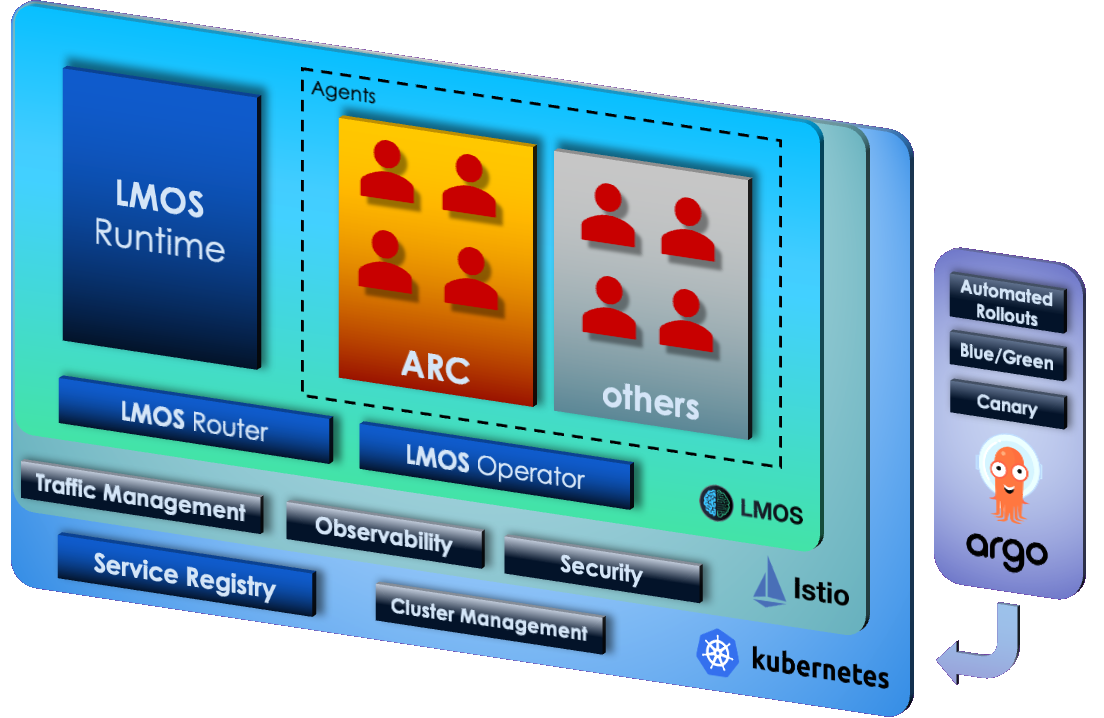 Agents
LMOS
Runtime
ARC
others
LMOS Router
LMOS Operator
LMOS
Traffic Management
Observability
Security
Istio
Service Registry
Cluster Management
kubernetes
Automated
Rollouts
Blue/Green
Canary
argo